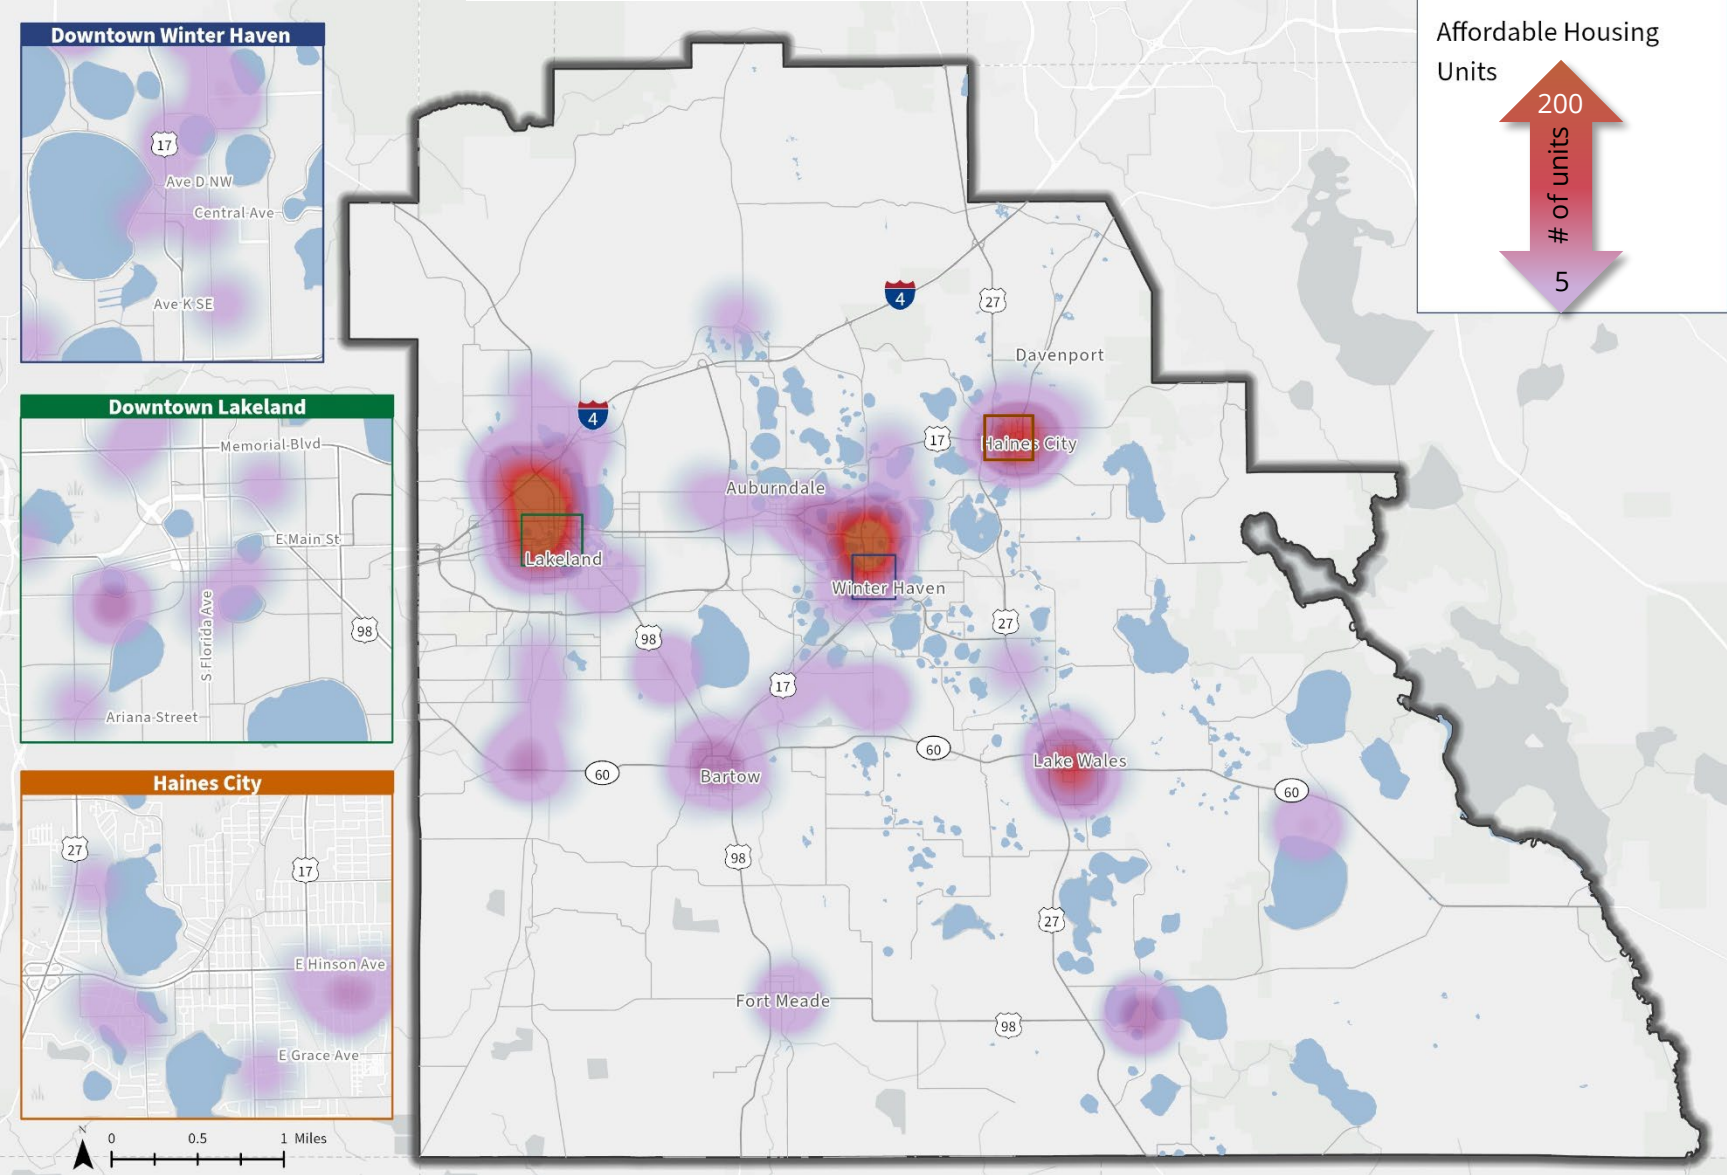 Downtown Winter Haven
17
Ave D NW
Central Ave
Ave K SE
Downtown Lakeland
Memorial Blvd
E Main St
S Florida Ave
98
Ariana Street
Haines City
27
17
E Hinson Ave
E Grace Ave
N
0
0.5
1 Miles
Affordable Housing
Units
200
# of units
5
4
27
Davenport
4
17
Haines City
Auburndale
Lakeland
Winter Haven
98
27
17
60
Lake Wales
60
Bartow
60
98
27
Fort Meade
98